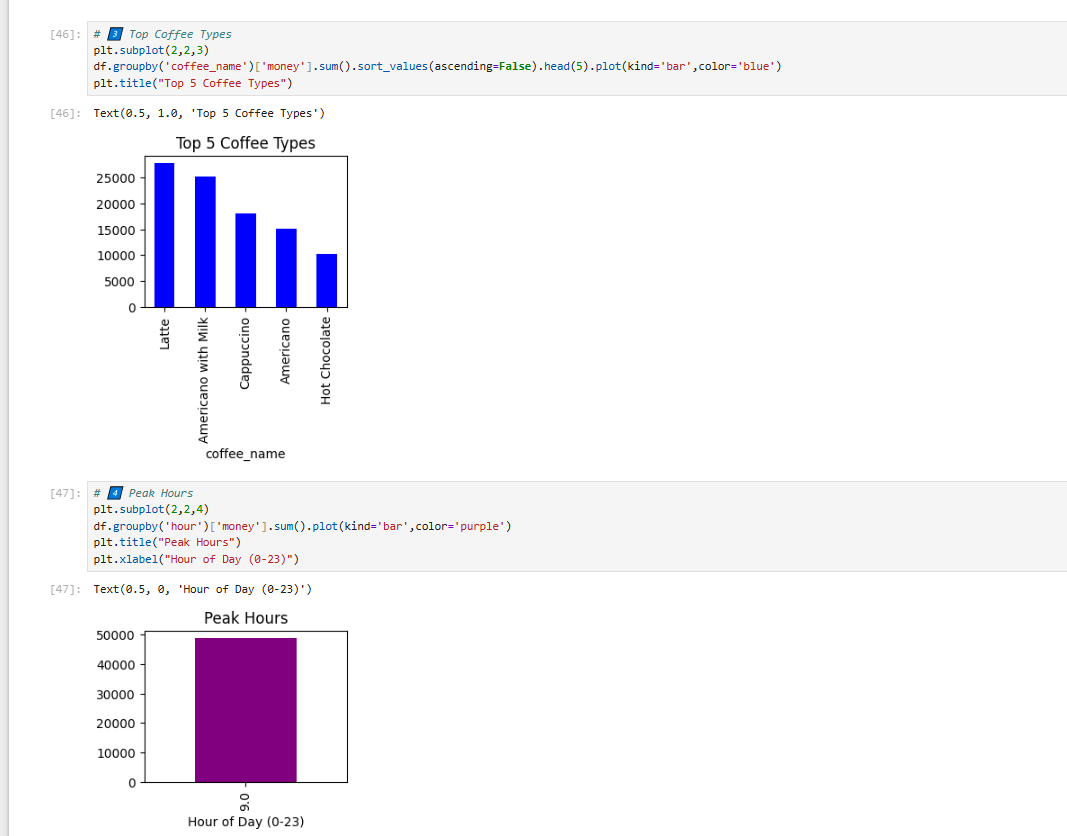 [46]: # 3 Top Coffee Types
plt.subplot(2,2,3)
df.groupby('coffee_name')['money'].sum().sort_values(ascending=False).head(5).plot(kind='bar',color='blue')
plt.title("Top 5 Coffee Types")
[46]: Text(0.5, 1.0, 'Top 5 Coffee Types')
Top 5 Coffee Types
25000
20000
15000
10000
5000
0
Latte
Americano with Milk
Cappuccino
Americano
Hot Chocolate
coffee_name
[47]: # 4 Peak Hours
plt.subplot(2,2,4)
df.groupby('hour')['money'].sum().plot(kind='bar',color='purple')
plt.title("Peak Hours")
plt.xlabel("Hour of Day (0-23)")
[47]: Text(0.5, 0, 'Hour of Day (0-23)')
Peak Hours
50000
40000
30000
20000
10000
0
9.0
Hour of Day (0-23)